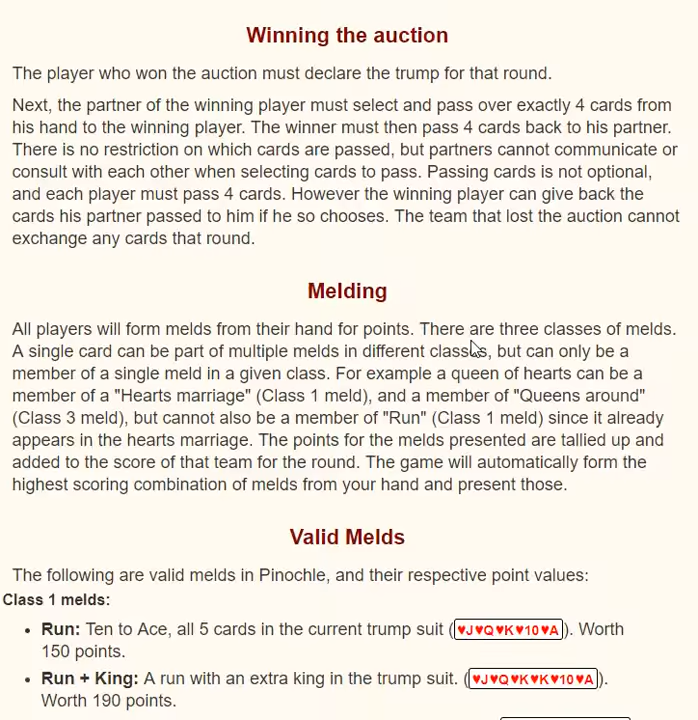 Winning the auction
The player who won the auction must declare the trump for that round.
Next, the partner of the winning player must select and pass over exactly 4 cards from
his hand to the winning player. The winner must then pass 4 cards back to his partner.
There is no restriction on which cards are passed, but partners cannot communicate or
consult with each other when selecting cards to pass. Passing cards is not optional,
and each player must pass 4 cards. However the winning player can give back the
cards his partner passed to him if he so chooses. The team that lost the auction cannot
exchange any cards that round.
Melding
All players will form melds from their hand for points. There are three classes of melds.
A single card can be part of multiple melds in different classes, but can only be a
member of a single meld in a given class. For example a queen of hearts can be a
member of a "Hearts marriage" (Class 1 meld), and a member of "Queens around"
(Class 3 meld), but cannot also be a member of "Run" (Class 1 meld) since it already
appears in the hearts marriage. The points for the melds presented are tallied up and
added to the score of that team for the round. The game will automatically form the
highest scoring combination of melds from your hand and present those.
Valid Melds
The following are valid melds in Pinochle, and their respective point values:
Class 1 melds:
• Run: Ten to Ace, all 5 cards in the current trump suit (♥J♥Q♥K♥10♥A). Worth
150 points.
• Run + King: A run with an extra king in the trump suit. (♥J♥Q♥K♥K♥10♥A).
Worth 190 points.